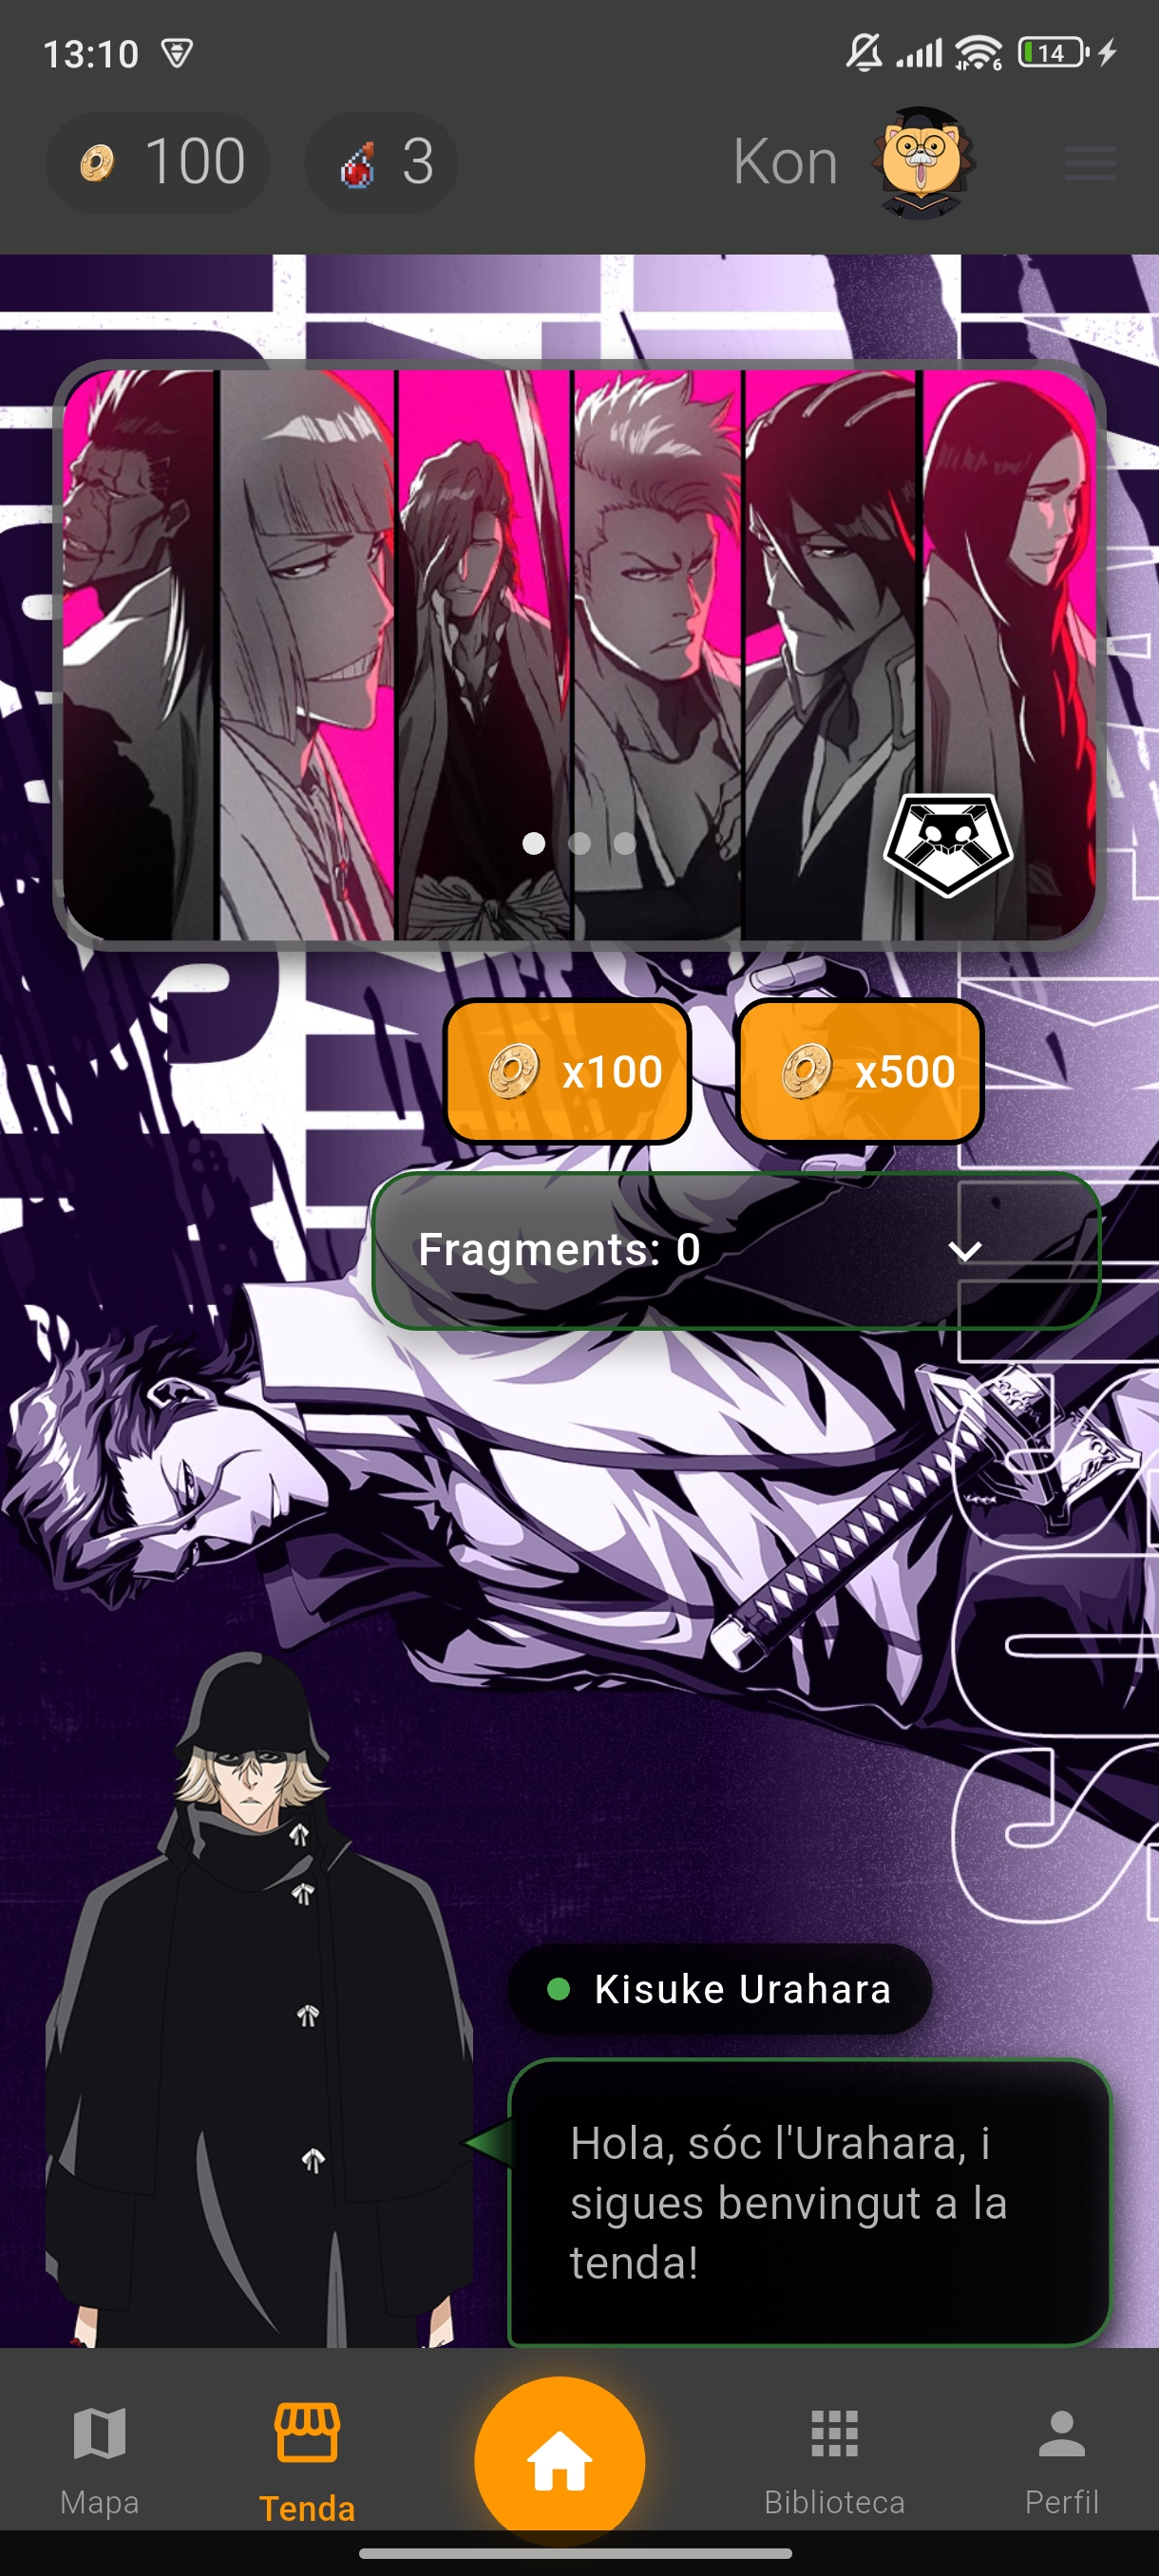 13:10
6
14
100
3
Kon
x100
x500
Fragments: 0
Kisuke Urahara
Hola, sóc l'Urahara, i
sigues benvingut a la
tenda!
Mapa
Tenda
Biblioteca
Perfil